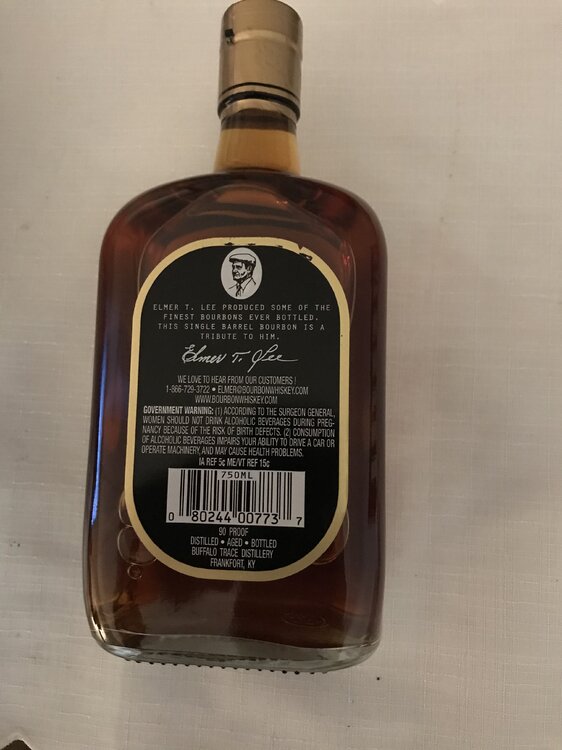 ELMER T. LEE PRODUCED SOME OF THE
FINEST BOURBONS EVER BOTTLED.
THIS SINGLE BARREL BOURBON IS A
TRIBUTE TO HIM.
Elmer T. Lee
WE LOVE TO HEAR FROM OUR CUSTOMERS !
1-866-729-3722 • ELMER@BOURBONWHISKEY.COM
WWW.BOURBONWHISKEY.COM
GOVERNMENT WARNING: (1) ACCORDING TO THE SURGEON GENERAL,
WOMEN SHOULD NOT DRINK ALCOHOLIC BEVERAGES DURING PREG-
NANCY BECAUSE OF THE RISK OF BIRTH DEFECTS. (2) CONSUMPTION
OF ALCOHOLIC BEVERAGES IMPAIRS YOUR ABILITY TO DRIVE A CAR OR
OPERATE MACHINERY, AND MAY CAUSE HEALTH PROBLEMS.
IA REF 5c ME/VT REF 15c
750ML
0 80244 00773 7
90 PROOF
DISTILLED • AGED • BOTTLED
BUFFALO TRACE DISTILLERY
FRANKFORT, KY